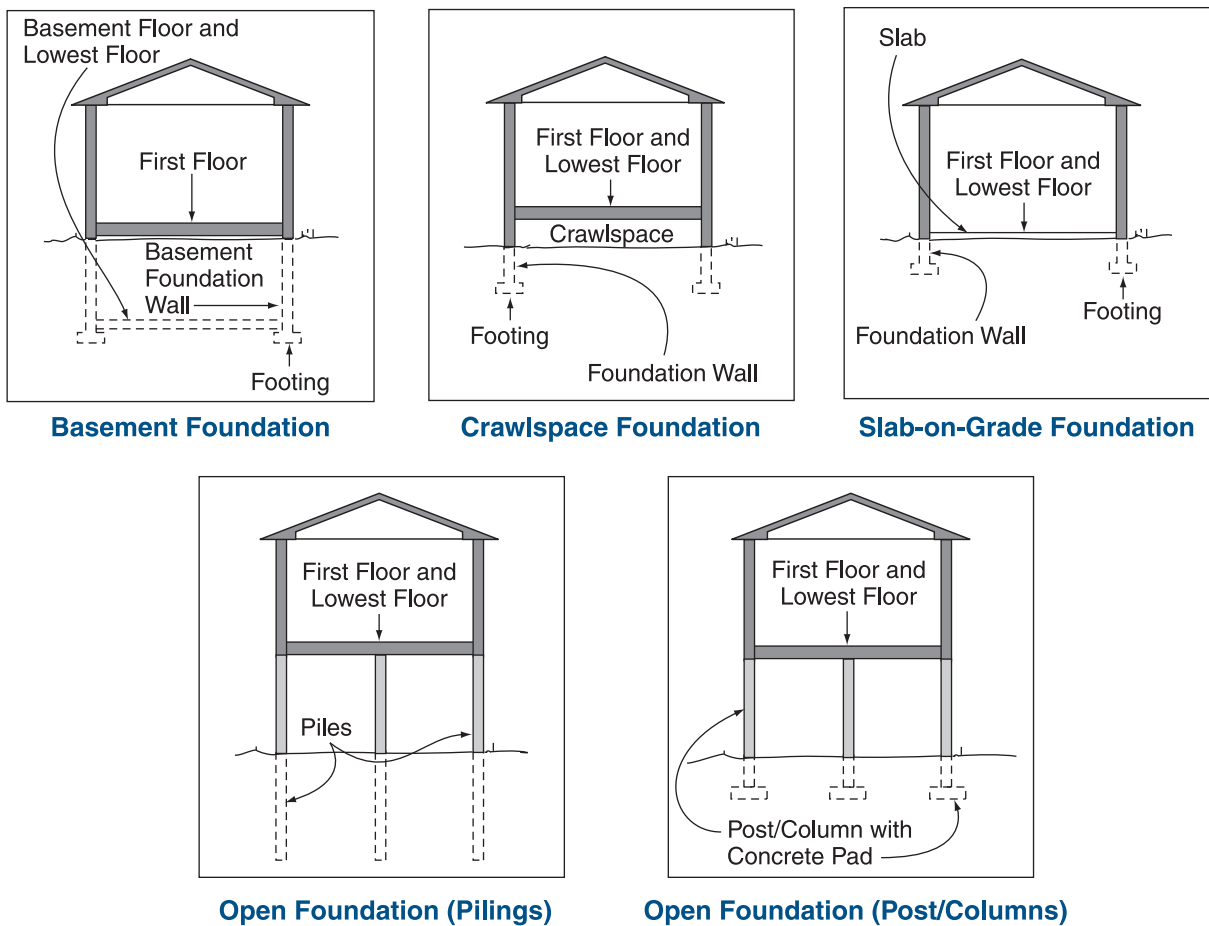 Basement Floor and
Lowest Floor
First Floor
Basement
Foundation
Wall
Footing
Basement Foundation
First Floor and
Lowest Floor
Crawlspace
Footing
Foundation Wall
Crawlspace Foundation
Slab
First Floor and
Lowest Floor
Footing
Foundation Wall
Slab-on-Grade Foundation
First Floor and
Lowest Floor
Piles
Open Foundation (Pilings)
First Floor and
Lowest Floor
Post/Column with
Concrete Pad
Open Foundation (Post/Columns)